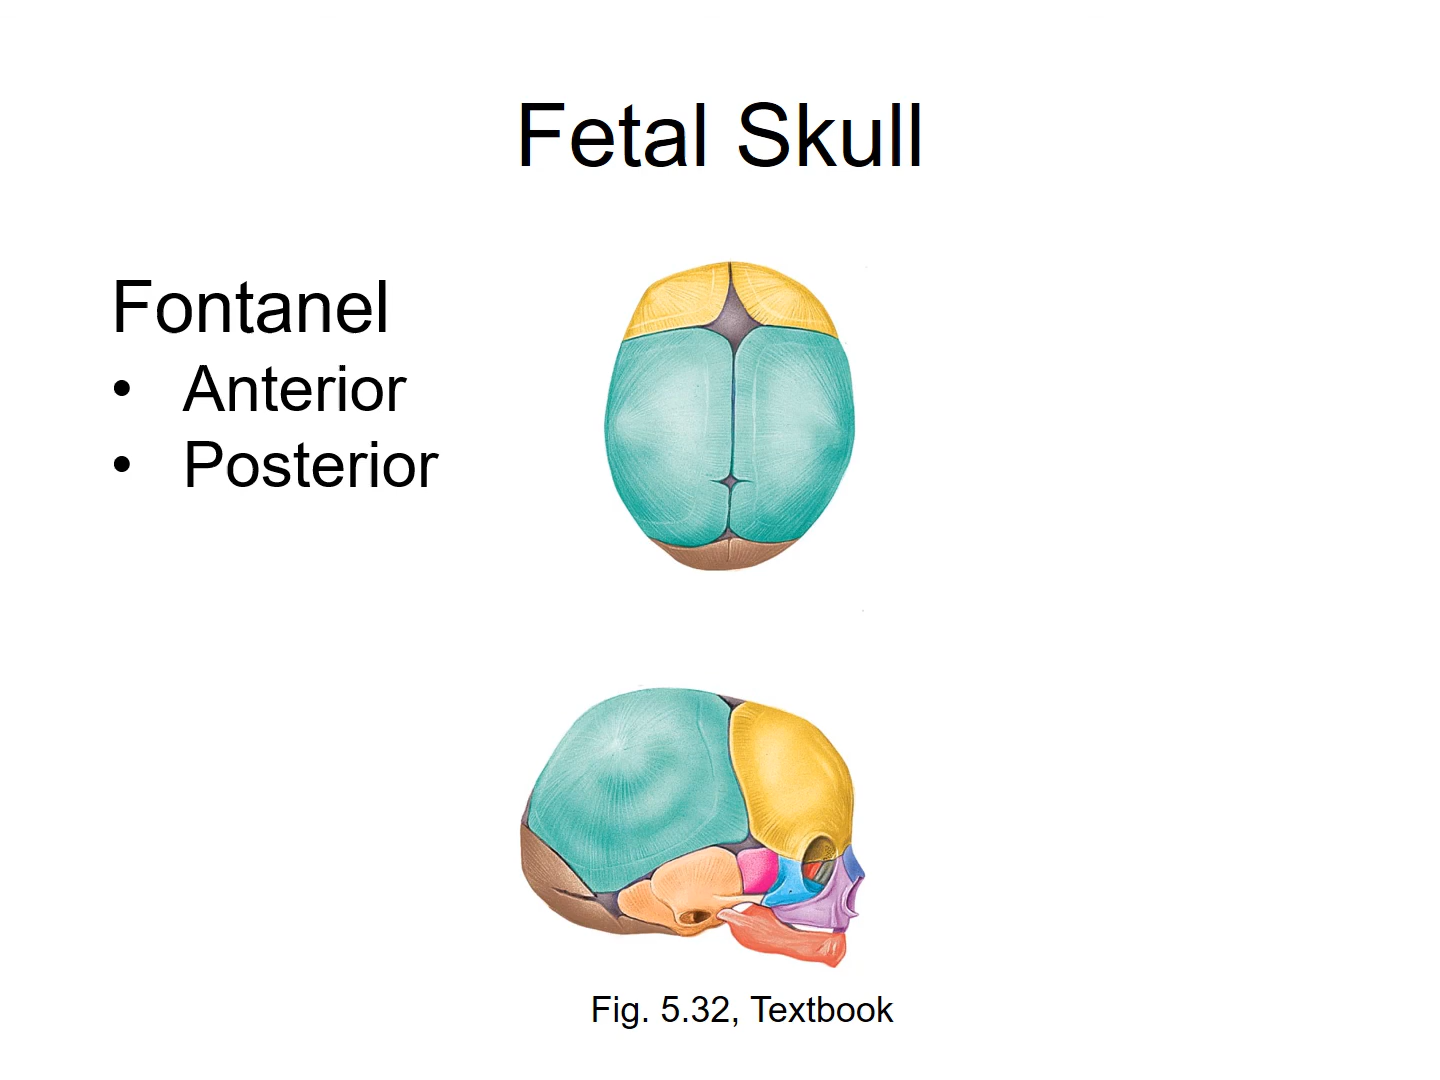 Fetal Skull
Fontanel
• Anterior
• Posterior
Fig. 5.32, Textbook